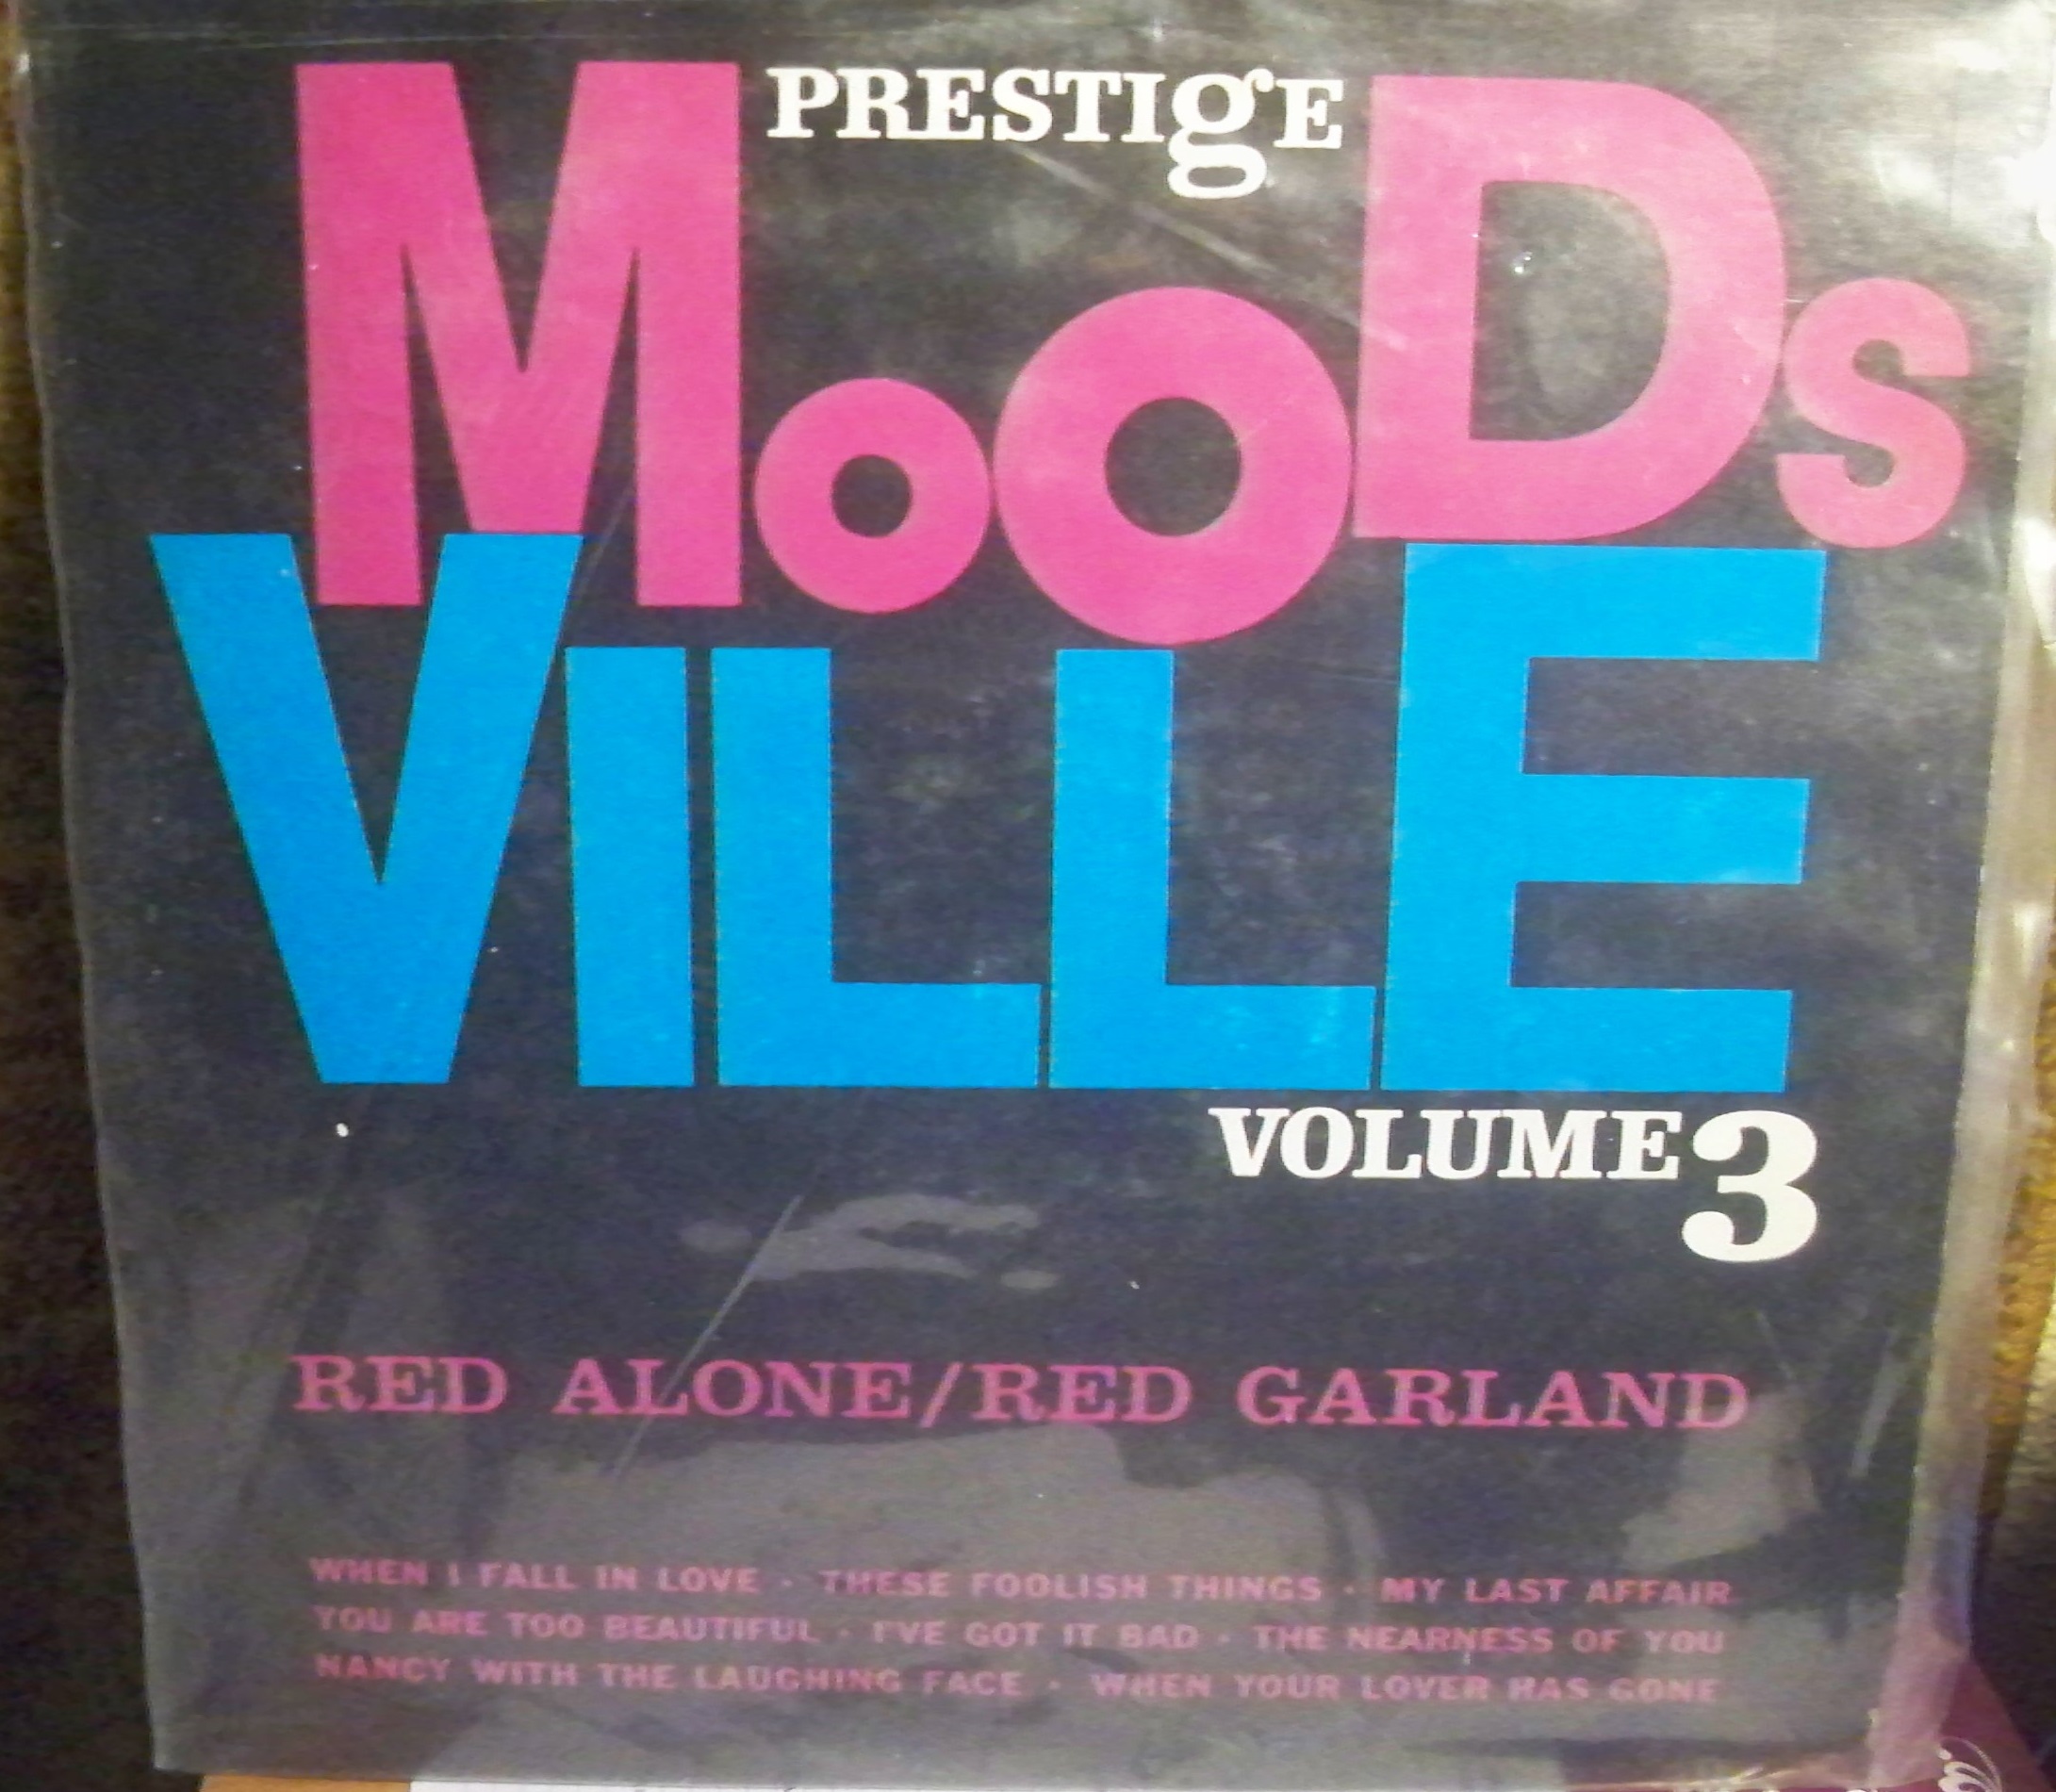 PRESTIgE
MooDs
VILLE
VOLUME 3
RED ALONE/RED GARLAND
WHEN I FALL IN LOVE · THESE FOOLISH THINGS · MY LAST AFFAIR
YOU ARE TOO BEAUTIFUL · I'VE GOT IT BAD · THE NEARNESS OF YOU
NANCY WITH THE LAUGHING FACE · WHEN YOUR LOVER HAS GONE